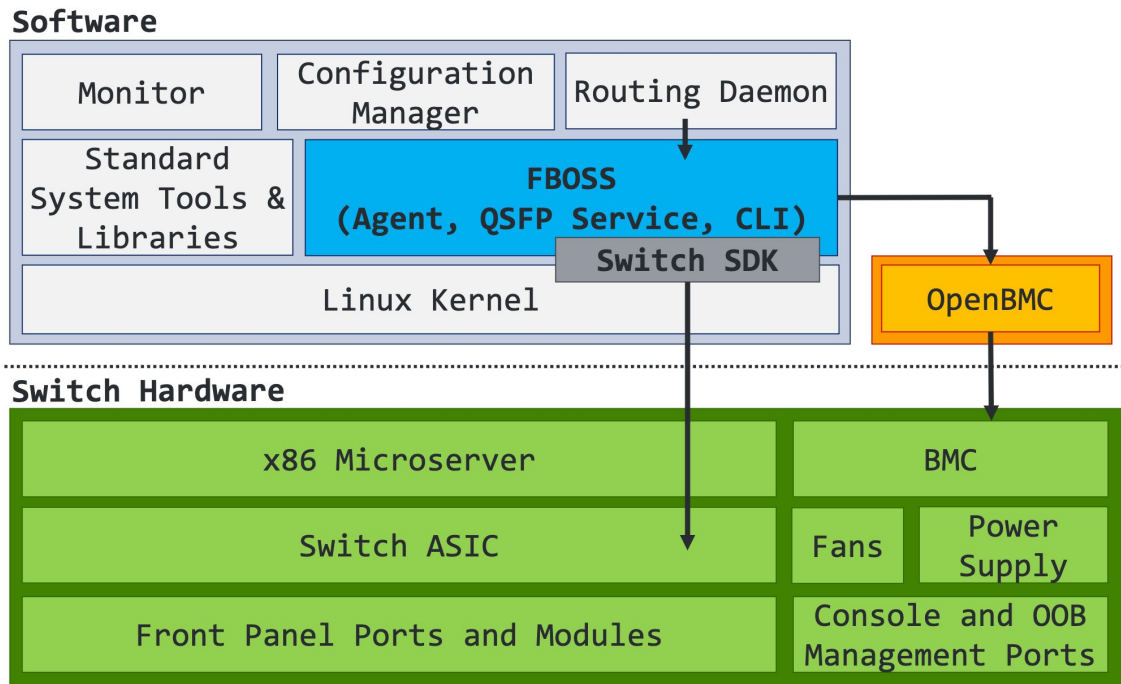 Software
Monitor
Configuration
Manager
Routing Daemon
Standard
System Tools &
Libraries
FBOSS
(Agent, QSFP Service, CLI)
Switch SDK
Linux Kernel
OpenBMC
Switch Hardware
x86 Microserver
BMC
Switch ASIC
Fans
Power
Supply
Front Panel Ports and Modules
Console and OOB
Management Ports